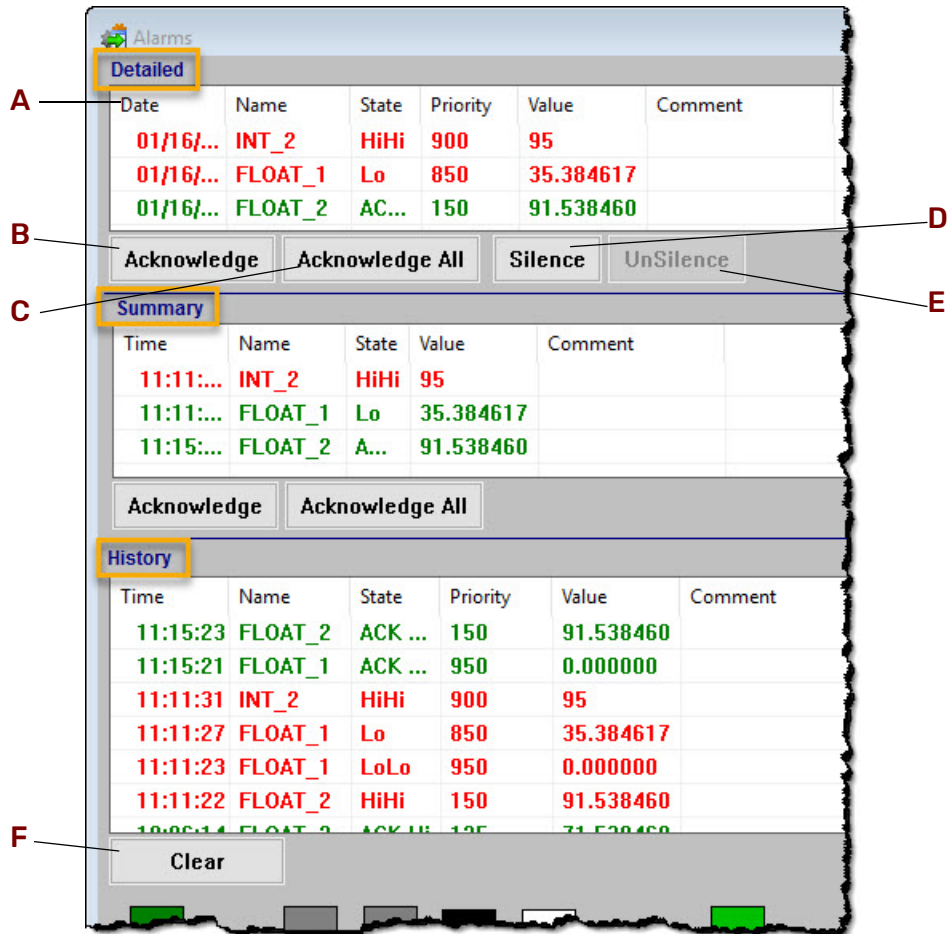 Alarms
Detailed
A
Date Name State Priority Value Comment
01/16/... INT_2 HiHi 900 95
01/16/... FLOAT_1 Lo 850 35.384617
01/16/... FLOAT_2 AC... 150 91.538460
B
D
Acknowledge Acknowledge All Silence UnSilence
C
E
Summary
Time Name State Value Comment
11:11:... INT_2 HiHi 95
11:11:... FLOAT_1 Lo 35.384617
11:15:... FLOAT_2 A... 91.538460
Acknowledge Acknowledge All
History
Time Name State Priority Value Comment
11:15:23 FLOAT_2 ACK ... 150 91.538460
11:15:21 FLOAT_1 ACK ... 950 0.000000
11:11:31 INT_2 HiHi 900 95
11:11:27 FLOAT_1 Lo 850 35.384617
11:11:23 FLOAT_1 LoLo 950 0.000000
11:11:22 FLOAT_2 HiHi 150 91.538460
F
Clear